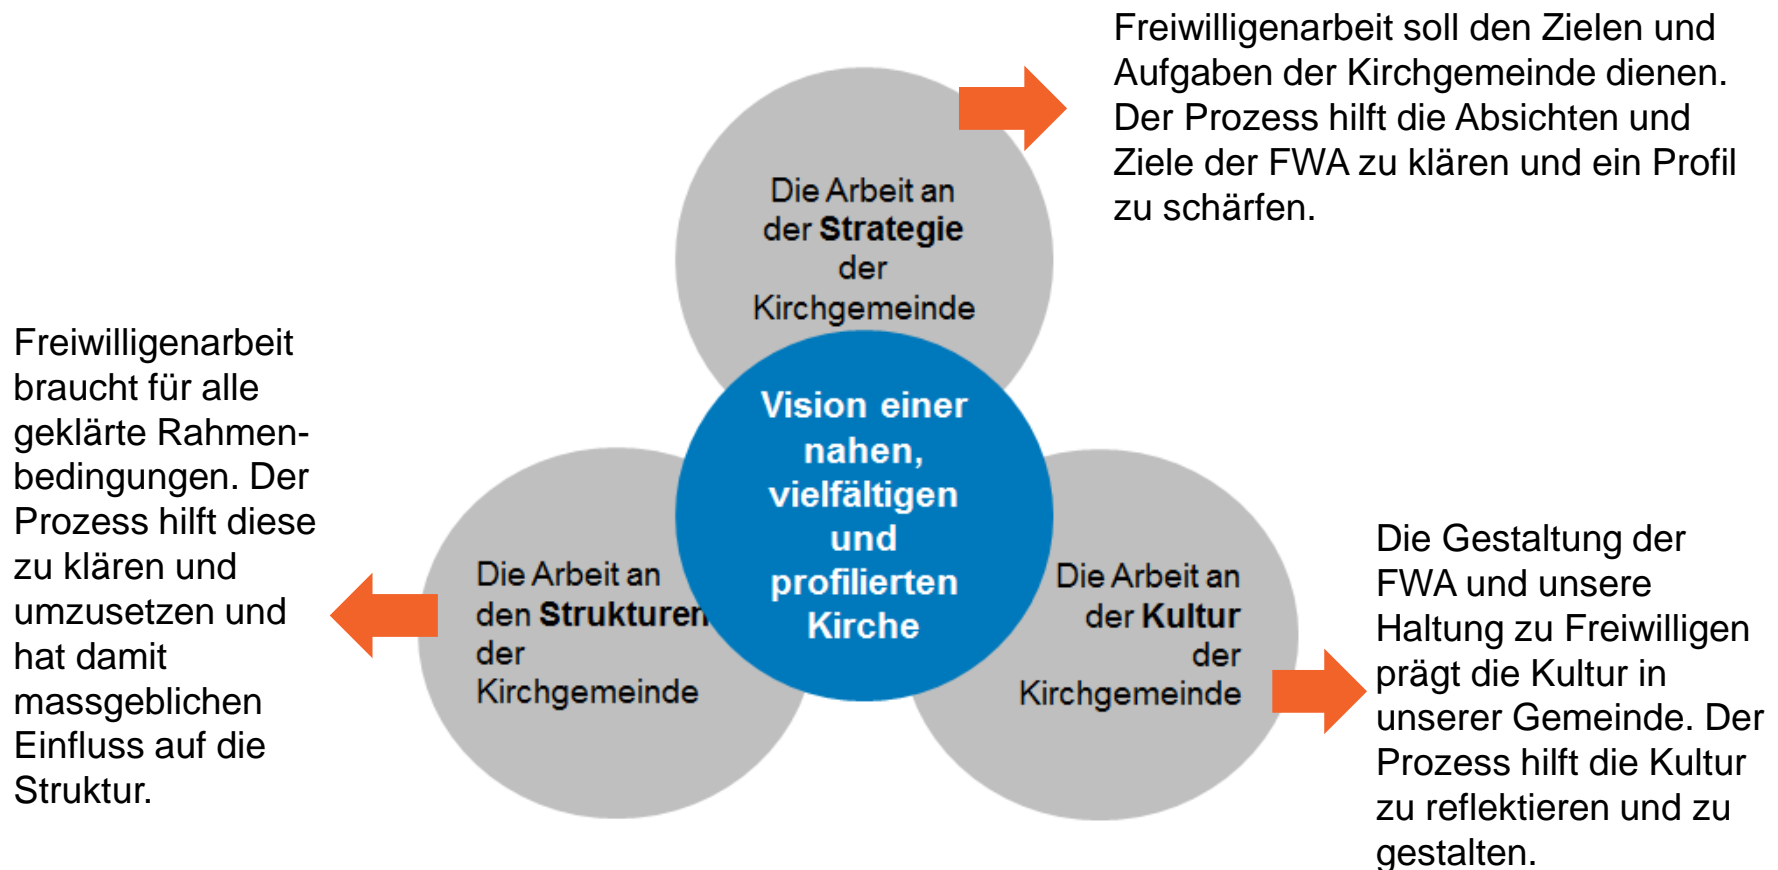 Freiwilligenarbeit soll den Zielen und
Aufgaben der Kirchgemeinde dienen.
Der Prozess hilft die Absichten und
Ziele der FWA zu klären und ein Profil
zu schärfen.
Die Arbeit an
der Strategie
der
Kirchgemeinde
Freiwilligenarbeit
braucht für alle
geklärte Rahmen-
bedingungen. Der
Prozess hilft diese
zu klären und
umzusetzen und
hat damit
massgeblichen
Einfluss auf die
Struktur.
Vision einer
nahen,
vielfältigen
und
profilierten
Kirche
Die Arbeit an
den Strukturen
der
Kirchgemeinde
Die Arbeit an
der Kultur
der
Kirchgemeinde
Die Gestaltung der
FWA und unsere
Haltung zu Freiwilligen
prägt die Kultur in
unserer Gemeinde. Der
Prozess hilft die Kultur
zu reflektieren und zu
gestalten.